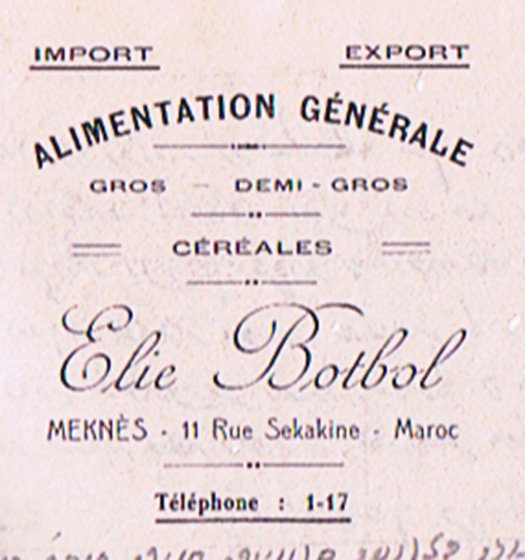 IMPORT EXPORT
ALIMENTATION GÉNÉRALE
GROS - DEMI-GROS
CÉRÉALES
Elie Botbol
MEKNÈS - 11 Rue Sekakine - Maroc
Téléphone : 1-17